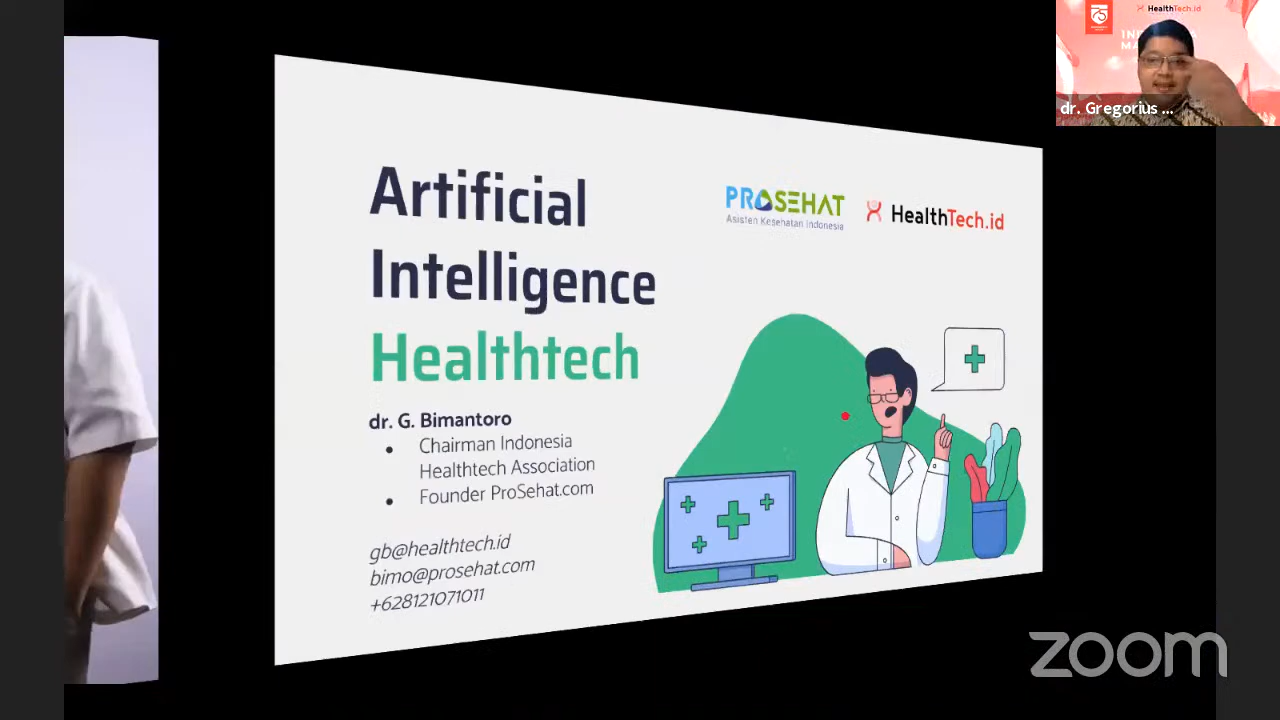 Artificial
Intelligence
Healthtech
PROSEHAT
Asisten Kesehatan Indonesia
HealthTech.id
dr. G. Bimantoro
• Chairman Indonesia
Healthtech Association
• Founder ProSehat.com
gb@healthtech.id
bimo@prosehat.com
+628121071011
HealthTech.id
75
dr. Gregorius ...
zoom